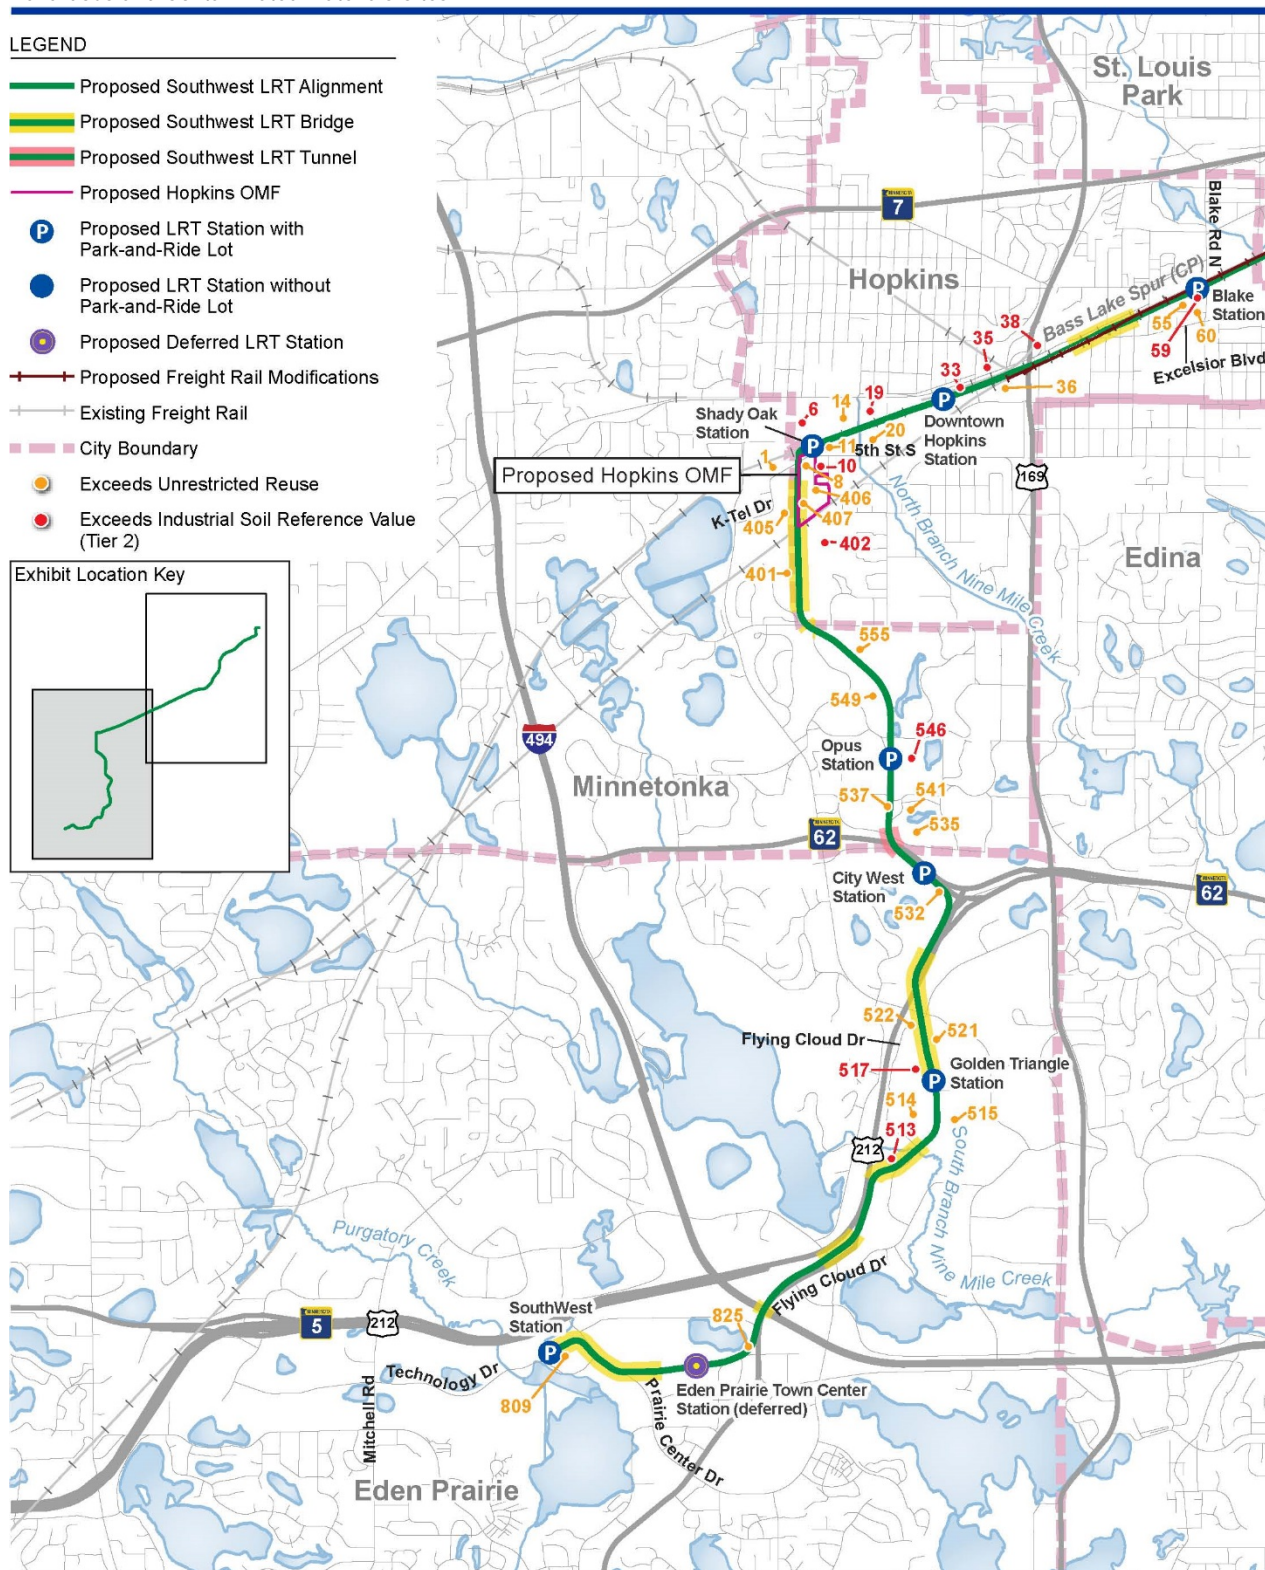 LEGEND
Proposed Southwest LRT Alignment
Proposed Southwest LRT Bridge
Proposed Southwest LRT Tunnel
Proposed Hopkins OMF
P
Proposed LRT Station with
Park-and-Ride Lot
Proposed LRT Station without
Park-and-Ride Lot
Proposed Deferred LRT Station
Proposed Freight Rail Modifications
Existing Freight Rail
City Boundary
Exceeds Unrestricted Reuse
Exceeds Industrial Soil Reference Value
(Tier 2)
Exhibit Location Key
St. Louis
Park
MINNESOTA
7
Blake Rd N
Hopkins
Bass Lake Spur (CP)
P
Blake
Station
55
60
59
Excelsior Blvd
38
35
33
36
P
Downtown
Hopkins
Station
19
14
20
6
Shady Oak
Station
P
11
5th St S
1
10
8
Proposed Hopkins OMF
406
407
K-Tel Dr
405
402
401
169
North Branch Nine Mile Creek
Edina
555
549
494
546
Opus
Station
P
Minnetonka
537
541
535
MINNESOTA
62
City West
Station
P
532
MINNESOTA
62
522
521
Flying Cloud Dr
517
Golden Triangle
Station
P
514
515
513
212
South Branch Nine
Mile Creek
Purgatory Creek
Flying Cloud Dr
SouthWest
Station
825
MINNESOTA
5
212
P
Technology Dr
Mitchell Rd
809
Eden Prairie Town Center
Station (deferred)
Prairie Center Dr
Eden Prairie